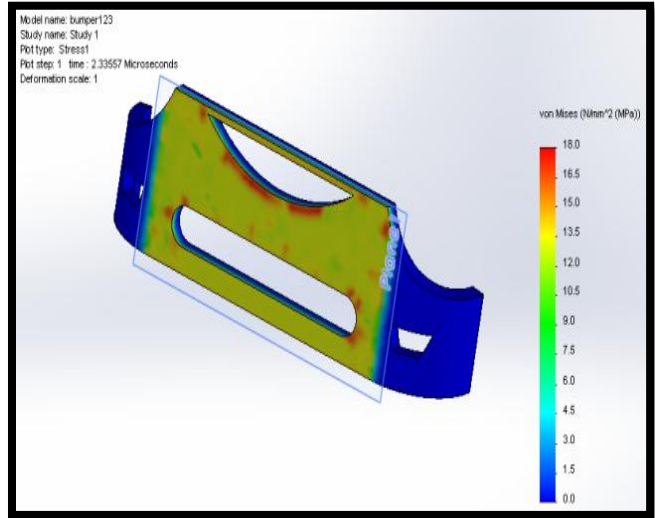 Model name: bumper123
Study name: Study 1
Plot type: Stress1
Plot step: 1 time : 2.33557 Microseconds
Deformation scale: 1
von Mises (N/mm^2 (MPa))
18.0
16.5
15.0
13.5
12.0
10.5
9.0
7.5
6.0
4.5
3.0
1.5
0.0
Plane1